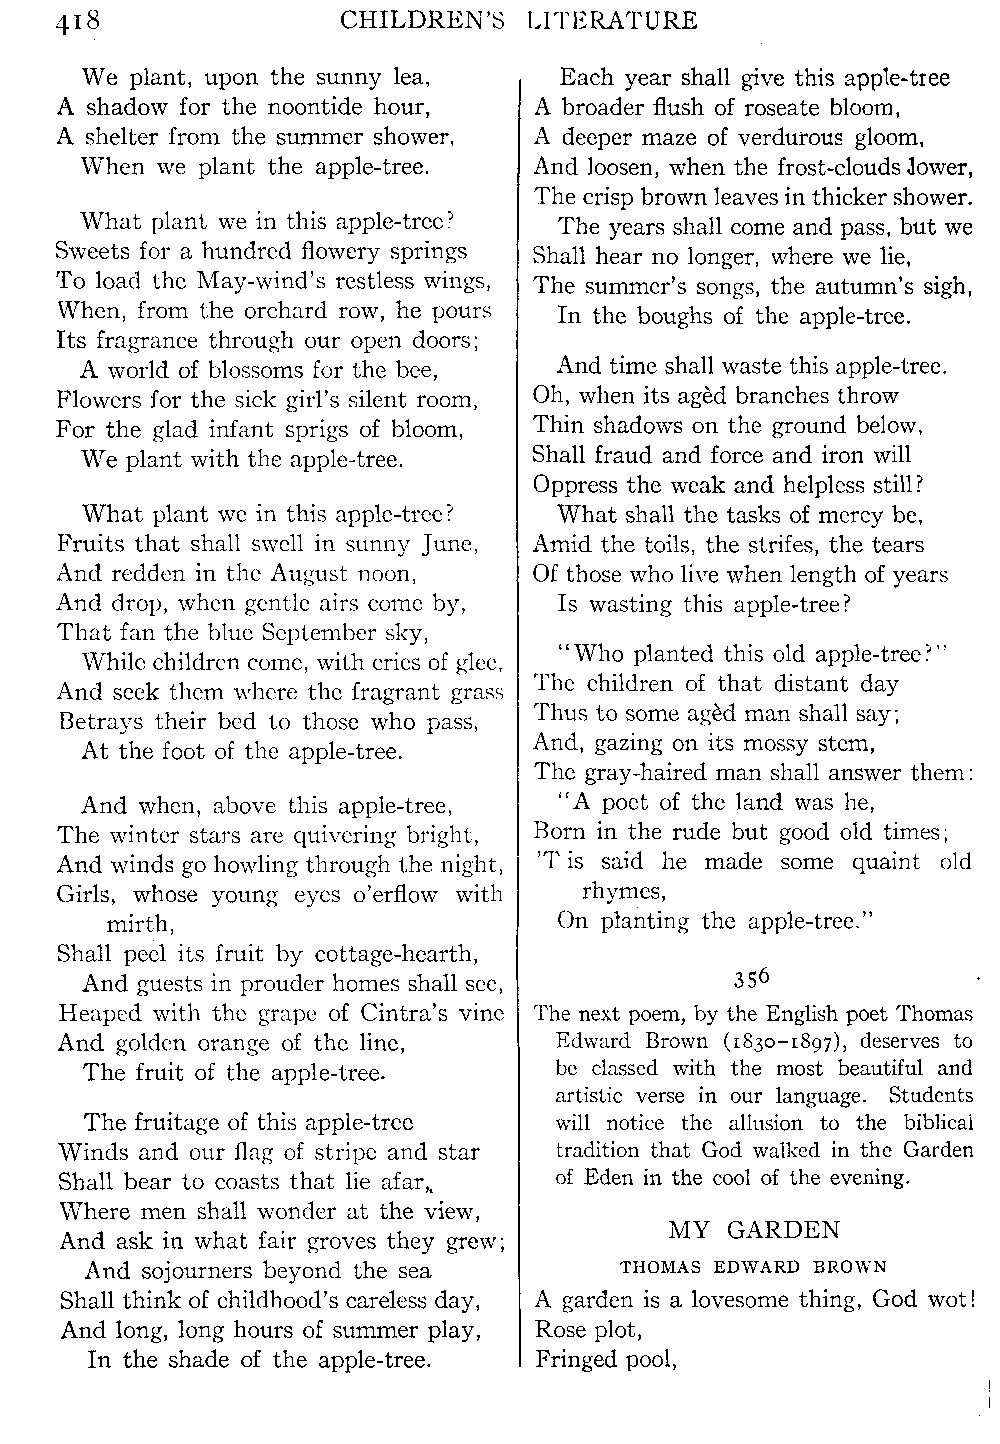 418 CHILDREN'S LITERATURE
We plant, upon the sunny lea,
A shadow for the noontide hour,
A shelter from the summer shower,
When we plant the apple-tree.
What plant we in this apple-tree?
Sweets for a hundred flowery springs
To load the May-wind's restless wings,
When, from the orchard row, he pours
Its fragrance through our open doors;
A world of blossoms for the bee,
Flowers for the sick girl's silent room,
For the glad infant sprigs of bloom,
We plant with the apple-tree.
What plant we in this apple-tree?
Fruits that shall swell in sunny June,
And redden in the August noon,
And drop, when gentle airs come by,
That fan the blue September sky,
While children come, with cries of glee,
And seek them where the fragrant grass
Betrays their bed to those who pass,
At the foot of the apple-tree.
And when, above this apple-tree,
The winter stars are quivering bright,
And winds go howling through the night,
Girls, whose young eyes o'erflow with
mirth,
Shall peel its fruit by cottage-hearth,
And guests in prouder homes shall see,
Heaped with the grape of Cintra's vine
And golden orange of the line,
The fruit of the apple-tree.
The fruitage of this apple-tree
Winds and our flag of stripe and star
Shall bear to coasts that lie afar,
Where men shall wonder at the view,
And ask in what fair groves they grew;
And sojourners beyond the sea
Shall think of childhood's careless day,
And long, long hours of summer play,
In the shade of the apple-tree.
Each year shall give this apple-tree
A broader flush of roseate bloom,
A deeper maze of verdurous gloom,
And loosen, when the frost-clouds lower,
The crisp brown leaves in thicker shower.
The years shall come and pass, but we
Shall hear no longer, where we lie,
The summer's songs, the autumn's sigh,
In the boughs of the apple-tree.
And time shall waste this apple-tree.
Oh, when its agèd branches throw
Thin shadows on the ground below,
Shall fraud and force and iron will
Oppress the weak and helpless still?
What shall the tasks of mercy be,
Amid the toils, the strifes, the tears
Of those who live when length of years
Is wasting this apple-tree?
"Who planted this old apple-tree?"
The children of that distant day
Thus to some agèd man shall say;
And, gazing on its mossy stem,
The gray-haired man shall answer them:
"A poet of the land was he,
Born in the rude but good old times;
'T is said he made some quaint old
rhymes,
On planting the apple-tree."
356
The next poem, by the English poet Thomas
Edward Brown (1830–1897), deserves to
be classed with the most beautiful and
artistic verse in our language. Students
will notice the allusion to the biblical
tradition that God walked in the Garden
of Eden in the cool of the evening.
MY GARDEN
THOMAS EDWARD BROWN
A garden is a lovesome thing, God wot!
Rose plot,
Fringed pool,